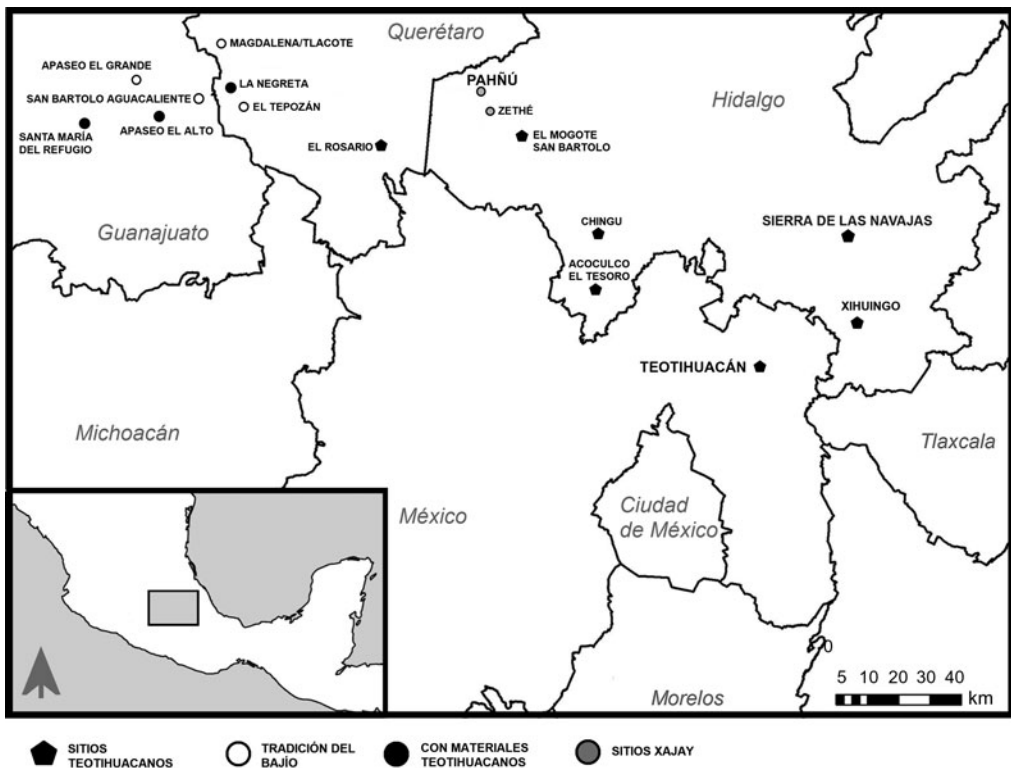 Querétaro
MAGDALENA/TLACOTE
APASEO EL GRANDE
LA NEGRETA
PAHÑÚ
Hidalgo
SAN BARTOLO AGUACALIENTE
EL TEPOZÁN
ZETHÉ
SANTA MARÍA
DEL REFUGIO
APASEO EL ALTO
EL ROSARIO
EL MOGOTE
SAN BARTOLO
Guanajuato
CHINGU
SIERRA DE LAS NAVAJAS
ACOCULCO
EL TESORO
XIHUINGO
TEOTIHUACÁN
Michoacán
Tlaxcala
México
Ciudad
de México
Morelos
0
5 10 20 30 40
km
SITIOS
TEOTIHUACANOS
TRADICIÓN DEL
BAJÍO
CON MATERIALES
TEOTIHUACANOS
SITIOS XAJAY